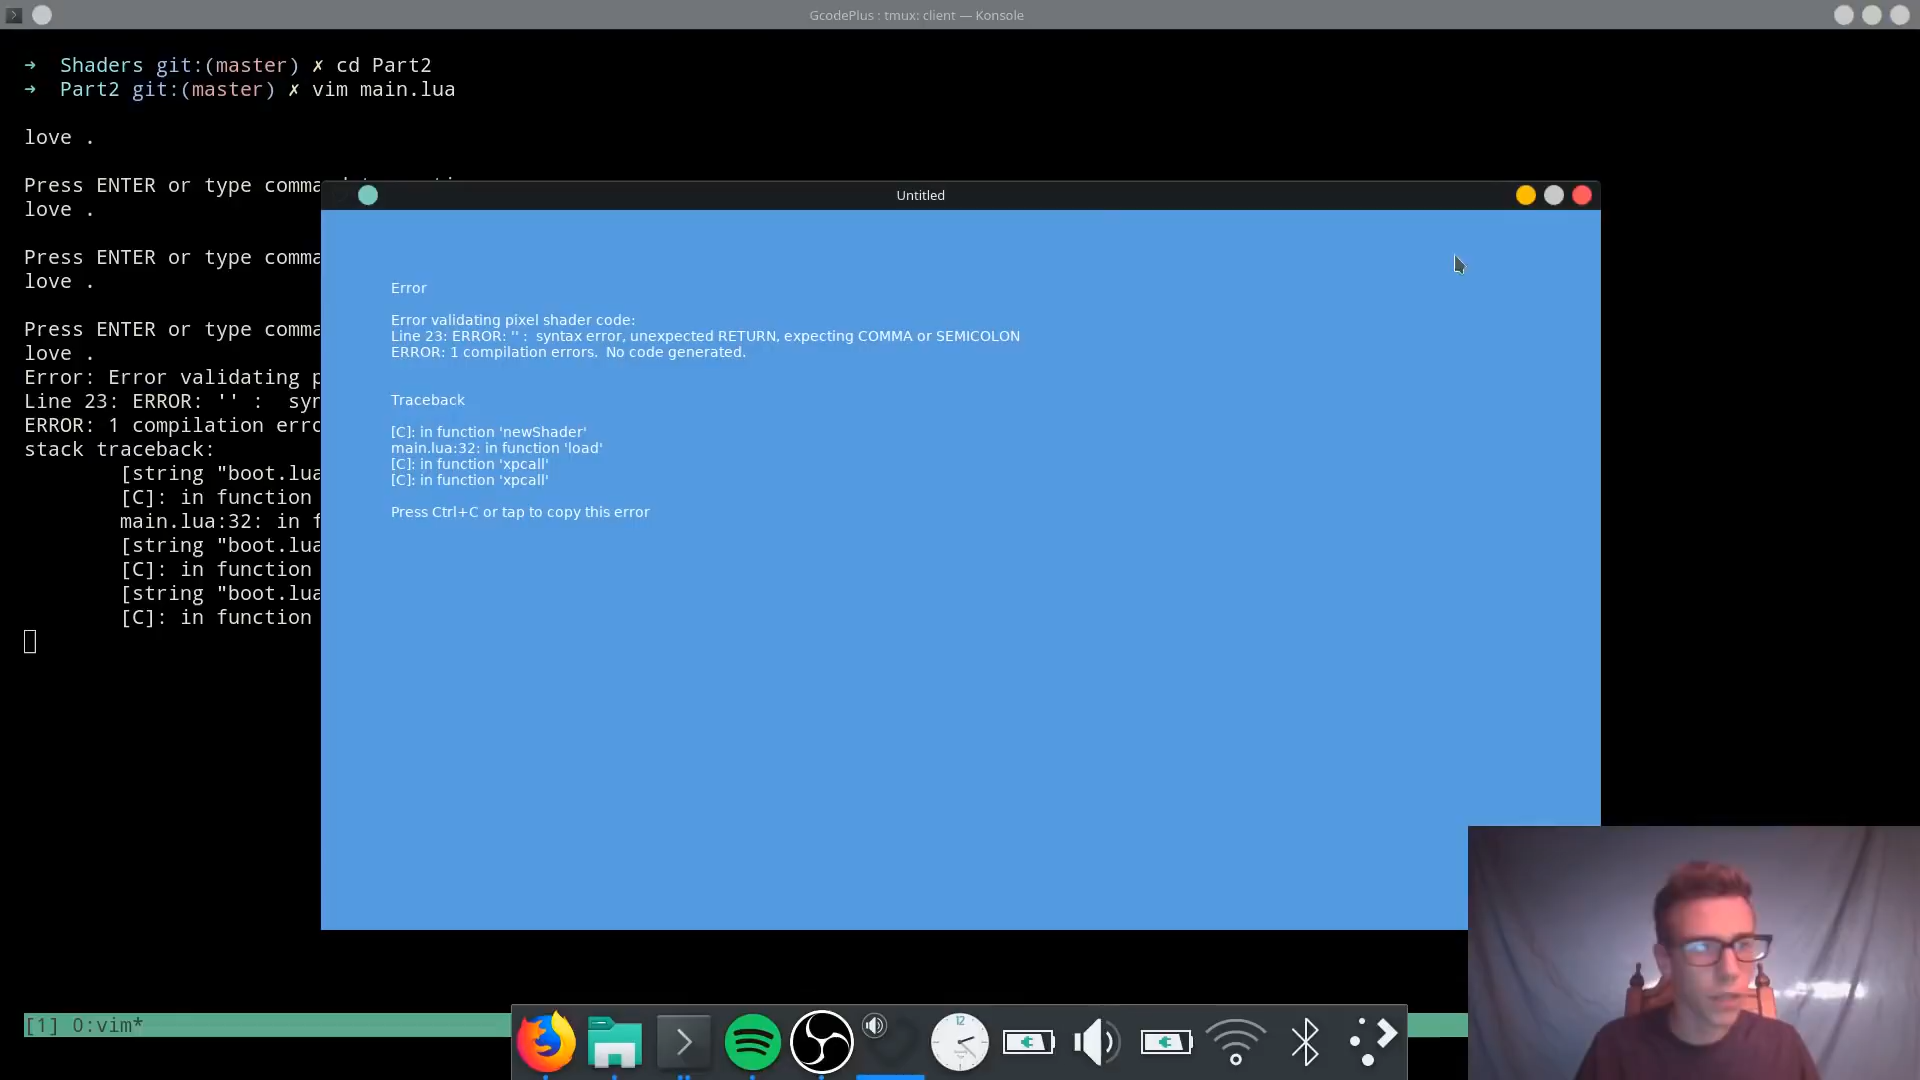 GcodePlus : tmux: client — Konsole
➜ Shaders git:(master) ✗ cd Part2
➜ Part2 git:(master) ✗ vim main.lua
love .
Press ENTER or type comma
love .
Press ENTER or type comma
love .
Press ENTER or type comma
love .
Error: Error validating p
Line 23: ERROR: '' :  syn
ERROR: 1 compilation erro
stack traceback:
[string "boot.lua
[C]: in function
main.lua:32: in f
[string "boot.lua
[C]: in function
[string "boot.lua
[C]: in function
Untitled
Error
Error validating pixel shader code:
Line 23: ERROR: '' :  syntax error, unexpected RETURN, expecting COMMA or SEMICOLON
ERROR: 1 compilation errors.  No code generated.
Traceback
[C]: in function 'newShader'
main.lua:32: in function 'load'
[C]: in function 'xpcall'
[C]: in function 'xpcall'
Press Ctrl+C or tap to copy this error
[1] 0:vim*
12